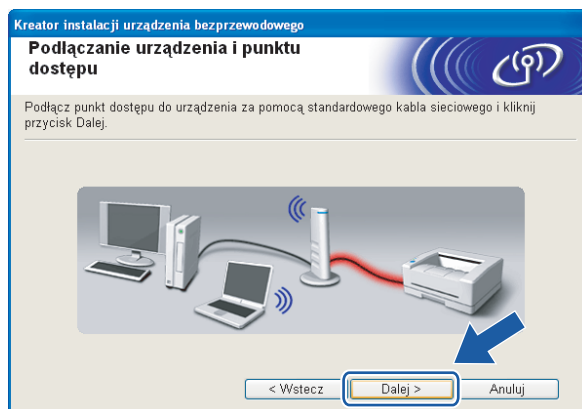 Kreator instalacji urządzenia bezprzewodowego
Podłączanie urządzenia i punktu
dostępu
Podłącz punkt dostępu do urządzenia za pomocą standardowego kabla sieciowego i kliknij
przycisk Dalej.
< Wstecz
Dalej >
Anuluj